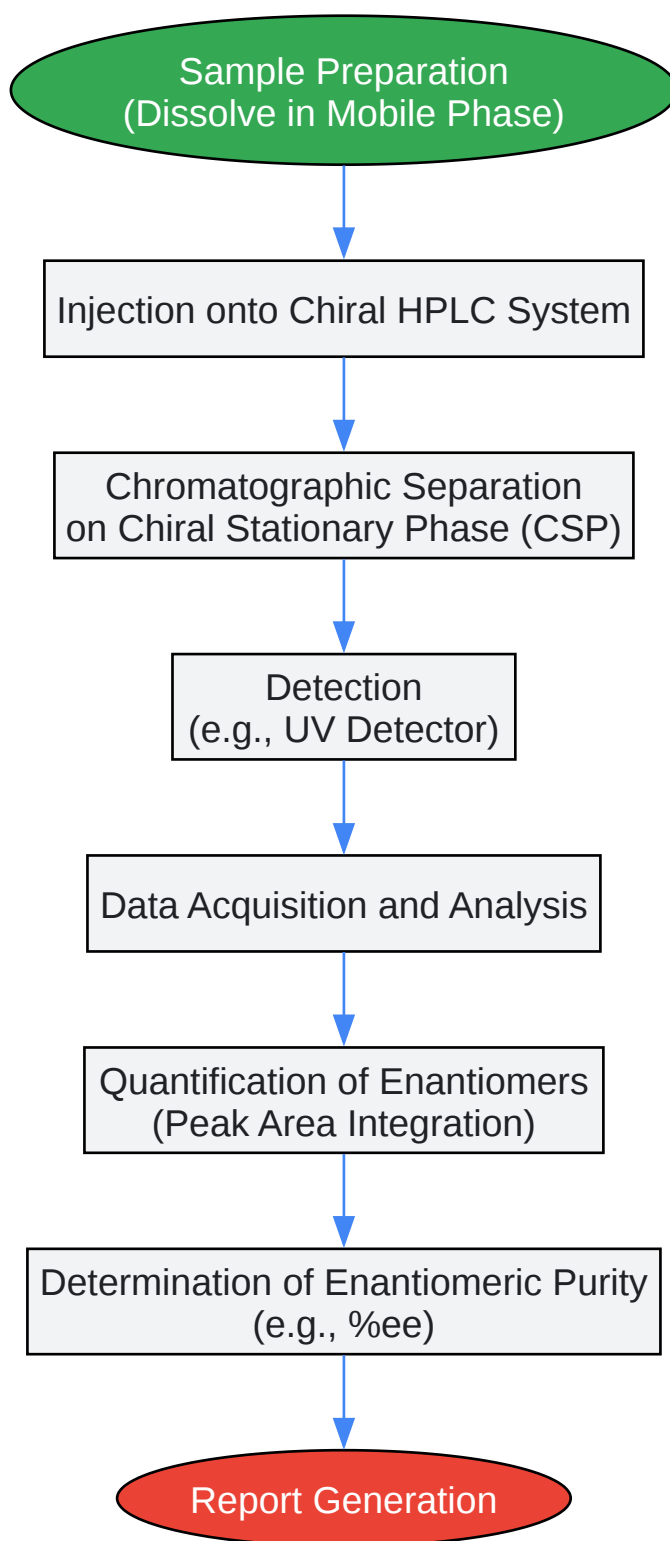 Sample Preparation
(Dissolve in Mobile Phase)
Injection onto Chiral HPLC System
Chromatographic Separation
on Chiral Stationary Phase (CSP)
Detection
(e.g., UV Detector)
Data Acquisition and Analysis
Quantification of Enantiomers
(Peak Area Integration)
Determination of Enantiomeric Purity
(e.g., %ee)
Report Generation